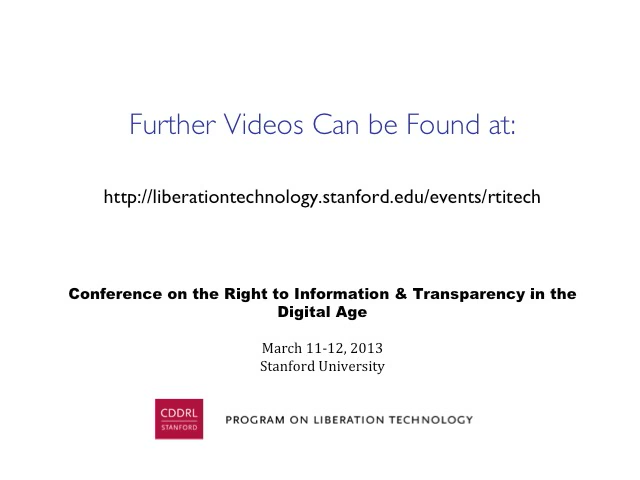 Further Videos Can be Found at:
http://liberationtechnology.stanford.edu/events/rtitech
Conference on the Right to Information & Transparency in the
Digital Age
March 11-12, 2013
Stanford University
CDDRL
STANFORD
PROGRAM ON LIBERATION TECHNOLOGY